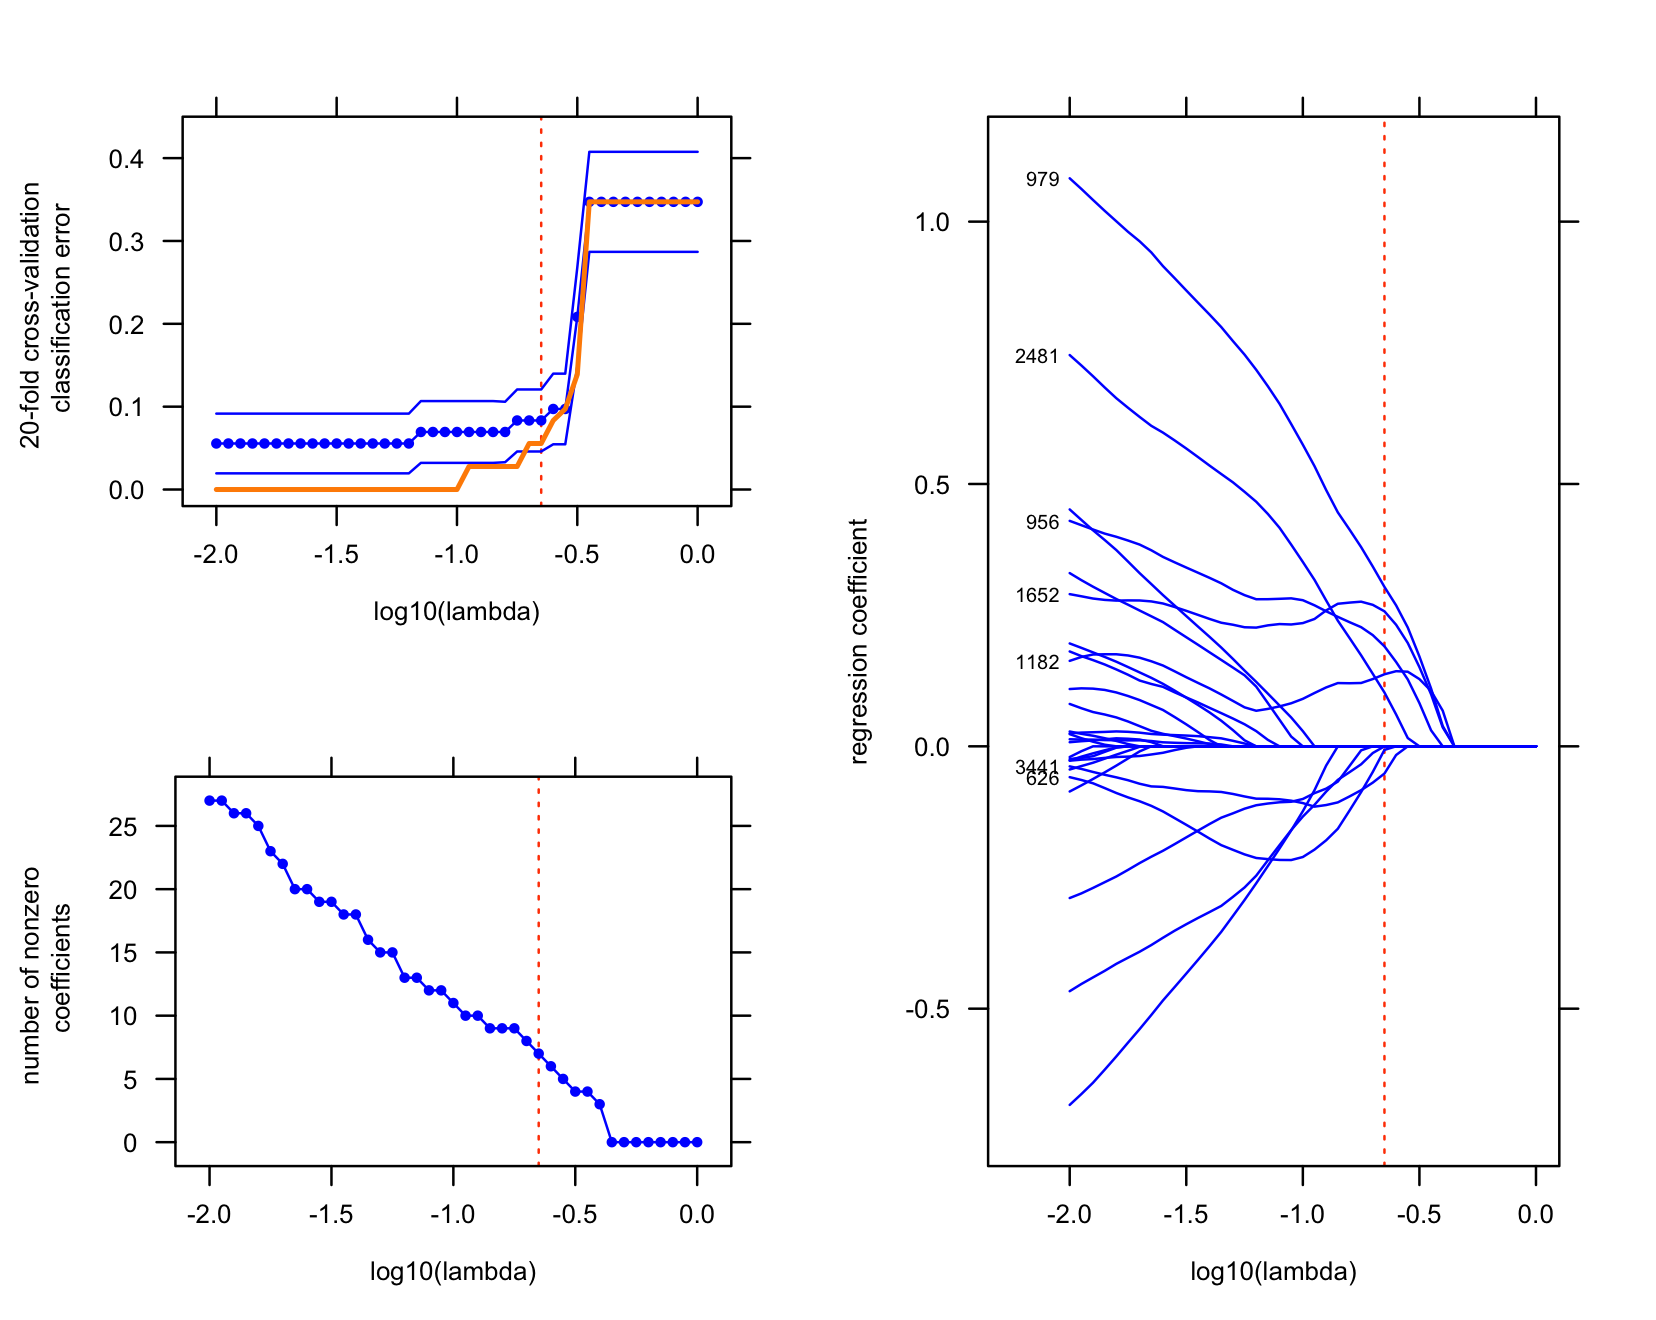 20-fold cross-validation
classification error
0.4
0.3
0.2
0.1
0.0
-2.0 -1.5 -1.0 -0.5 0.0
log10(lambda)
number of nonzero
coefficients
25
20
15
10
5
0
-2.0 -1.5 -1.0 -0.5 0.0
log10(lambda)
regression coefficient
1.0
0.5
0.0
-0.5
979
2481
956
1652
1182
3441
626
-2.0 -1.5 -1.0 -0.5 0.0
log10(lambda)